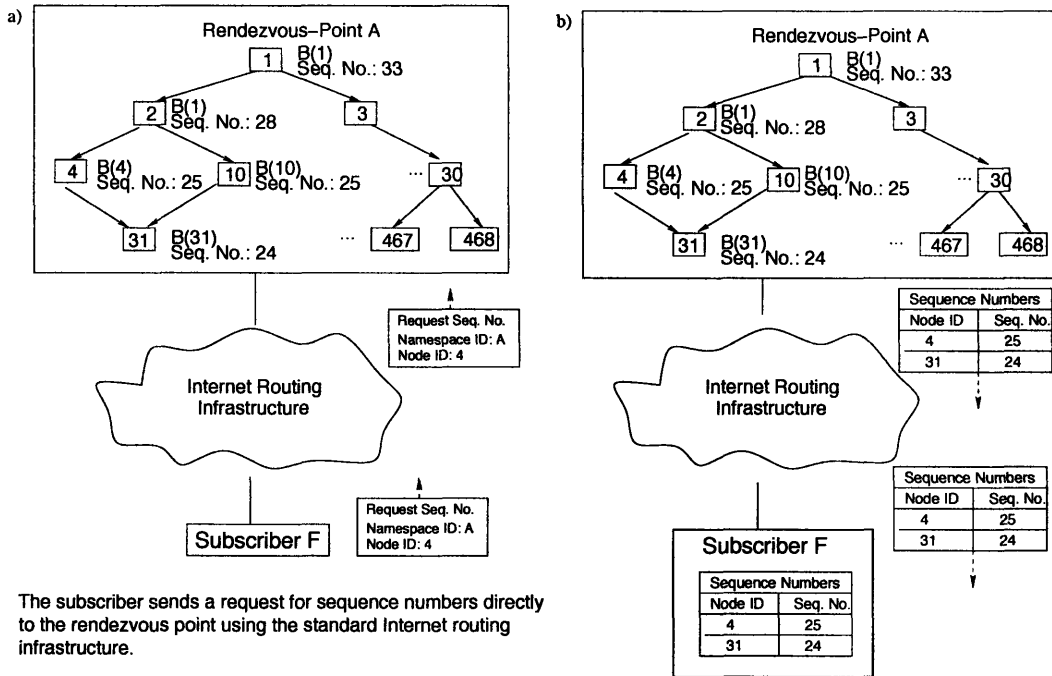 a)
Rendezvous–Point A
1
B(1)
Seq. No.: 33
2
B(1)
Seq. No.: 28
3
4
B(4)
Seq. No.: 25
10
B(10)
Seq. No.: 25
... 30
31
B(31)
Seq. No.: 24
... 467
468
Request Seq. No.
Namespace ID: A
Node ID: 4
Internet Routing
Infrastructure
Request Seq. No.
Namespace ID: A
Node ID: 4
Subscriber F
The subscriber sends a request for sequence numbers directly
to the rendezvous point using the standard Internet routing
infrastructure.
b)
Rendezvous–Point A
1
B(1)
Seq. No.: 33
2
B(1)
Seq. No.: 28
3
4
B(4)
Seq. No.: 25
10
B(10)
Seq. No.: 25
... 30
31
B(31)
Seq. No.: 24
... 467
468
Sequence Numbers
Node ID Seq. No.
4 25
31 24
Internet Routing
Infrastructure
Sequence Numbers
Node ID Seq. No.
4 25
31 24
Subscriber F
Sequence Numbers
Node ID Seq. No.
4 25
31 24